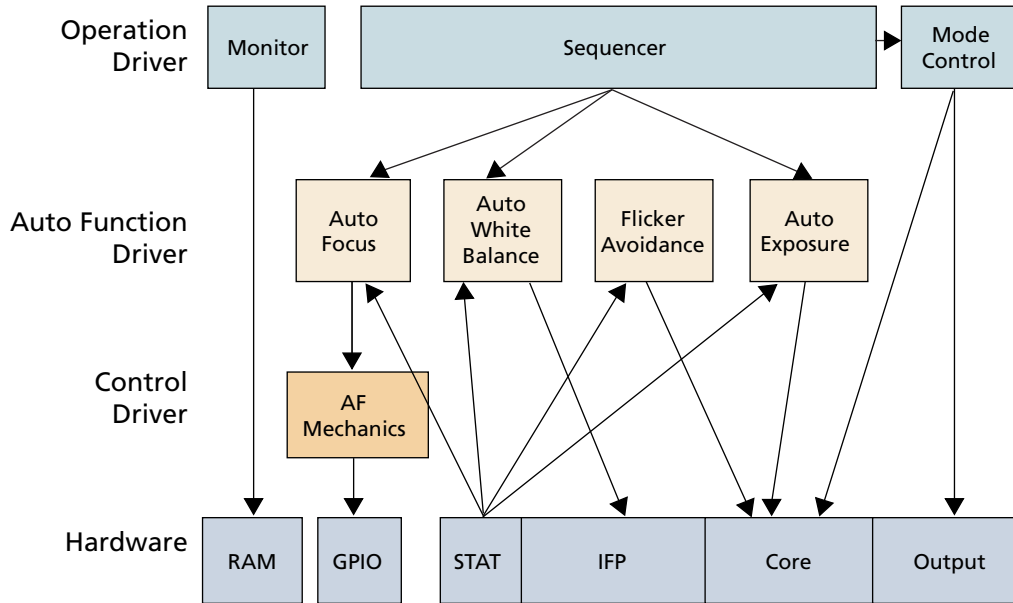 Operation
Driver
Monitor
Sequencer
Mode
Control
Auto Function
Driver
Auto
Focus
Auto
White
Balance
Flicker
Avoidance
Auto
Exposure
Control
Driver
AF
Mechanics
Hardware
RAM
GPIO
STAT
IFP
Core
Output